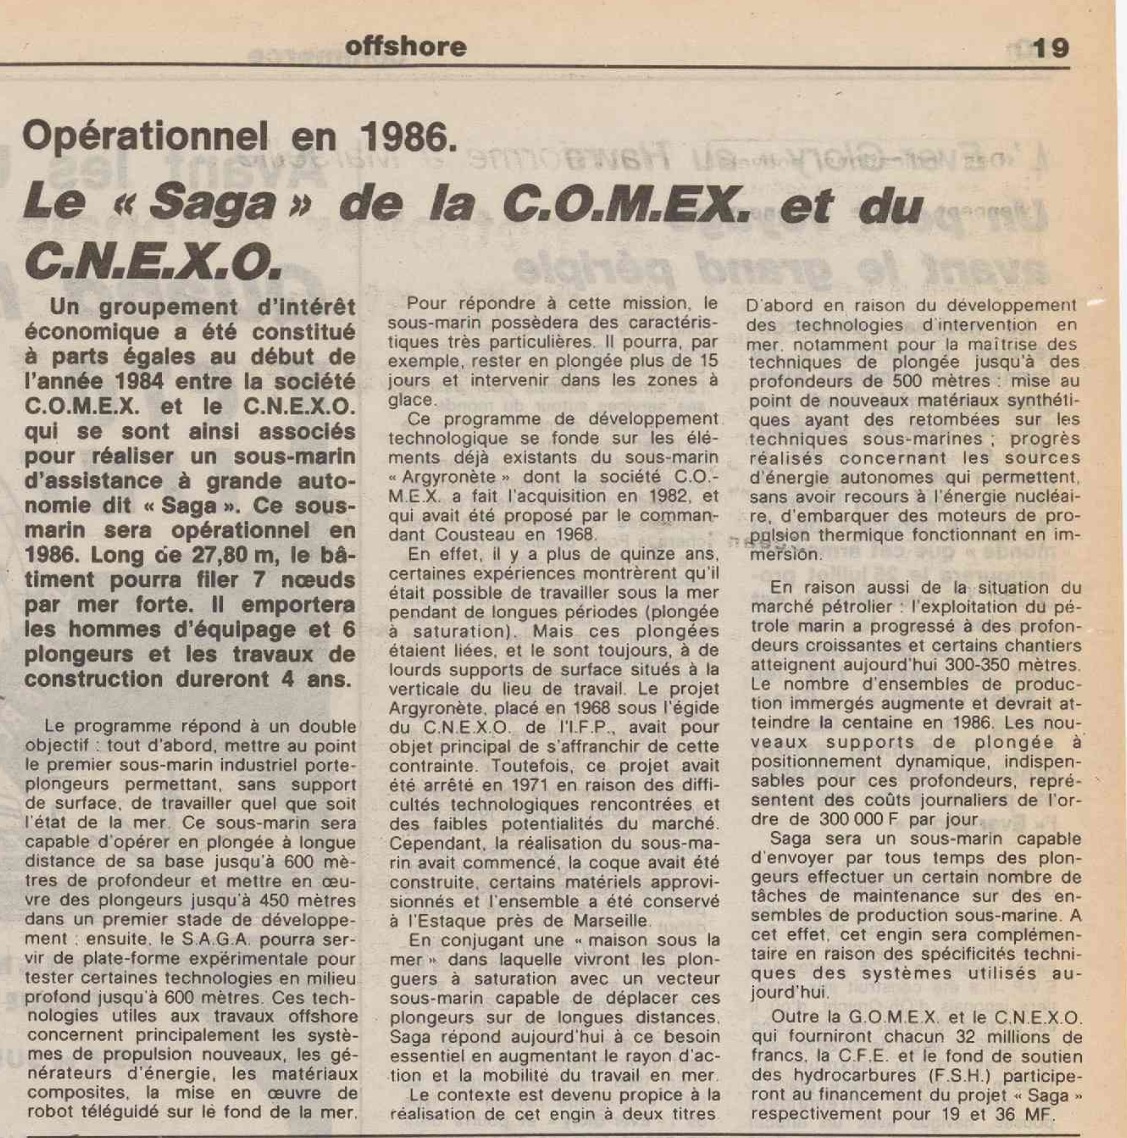 offshore
19
Opérationnel en 1986.
Le « Saga » de la C.O.M.EX. et du
C.N.E.X.O.
Un groupement d'intérêt
économique a été constitué
à parts égales au début de
l'année 1984 entre la société
C.O.M.E.X. et le C.N.E.X.O.
qui se sont ainsi associés
pour réaliser un sous-marin
d'assistance à grande auto-
nomie dit « Saga ». Ce sous-
marin sera opérationnel en
1986. Long de 27,80 m, le bâ-
timent pourra filer 7 nœuds
par mer forte. Il emportera
les hommes d'équipage et 6
plongeurs et les travaux de
construction dureront 4 ans.
Le programme répond à un double
objectif : tout d'abord, mettre au point
le premier sous-marin industriel porte-
plongeurs permettant, sans support
de surface, de travailler quel que soit
l'état de la mer. Ce sous-marin sera
capable d'opérer en plongée à longue
distance de sa base jusqu'à 600 mè-
tres de profondeur et mettre en œu-
vre des plongeurs jusqu'à 450 mètres
dans un premier stade de développe-
ment : ensuite, le S.A.G.A. pourra ser-
vir de plate-forme expérimentale pour
tester certaines technologies en milieu
profond jusqu'à 600 mètres. Ces tech-
nologies utiles aux travaux offshore
concernent principalement les systè-
mes de propulsion nouveaux, les gé-
nérateurs d'énergie, les matériaux
composites, la mise en œuvre de
robot téléguidé sur le fond de la mer.
Pour répondre à cette mission, le
sous-marin possèdera des caractéris-
tiques très particulières. Il pourra, par
exemple, rester en plongée plus de 15
jours et intervenir dans les zones à
glace.
Ce programme de développement
technologique se fonde sur les élé-
ments déjà existants du sous-marin
« Argyronète » dont la société C.O.-
M.E.X. a fait l'acquisition en 1982, et
qui avait été proposé par le comman-
dant Cousteau en 1968.
En effet, il y a plus de quinze ans,
certaines expériences montrèrent qu'il
était possible de travailler sous la mer
pendant de longues périodes (plongée
à saturation). Mais ces plongées
étaient liées, et le sont toujours, à de
lourds supports de surface situés à la
verticale du lieu de travail. Le projet
Argyronète, placé en 1968 sous l'égide
du C.N.E.X.O. de l'I.F.P., avait pour
objet principal de s'affranchir de cette
contrainte. Toutefois, ce projet avait
été arrêté en 1971 en raison des diffi-
cultés technologiques rencontrées et
des faibles potentialités du marché.
Cependant, la réalisation du sous-ma-
rin avait commencé, la coque avait été
construite, certains matériels approvi-
sionnés et l'ensemble a été conservé
à l'Estaque près de Marseille.
En conjugant une « maison sous la
mer » dans laquelle vivront les plon-
guers à saturation avec un vecteur
sous-marin capable de déplacer ces
plongeurs sur de longues distances,
Saga répond aujourd'hui à ce besoin
essentiel en augmentant le rayon d'ac-
tion et la mobilité du travail en mer.
Le contexte est devenu propice à la
réalisation de cet engin à deux titres
D'abord en raison du développement
des technologies d'intervention en
mer, notamment pour la maîtrise des
techniques de plongée jusqu'à des
profondeurs de 500 mètres : mise au
point de nouveaux matériaux synthéti-
ques ayant des retombées sur les
techniques sous-marines ; progrès
réalisés concernant les sources
d'énergie autonomes qui permettent,
sans avoir recours à l'énergie nucléai-
re, d'embarquer des moteurs de pro-
pulsion thermique fonctionnant en im-
mersion.
En raison aussi de la situation du
marché pétrolier : l'exploitation du pé-
trole marin a progressé à des profon-
deurs croissantes et certains chantiers
atteignent aujourd'hui 300-350 mètres.
Le nombre d'ensembles de produc-
tion immergés augmente et devrait at-
teindre la centaine en 1986. Les nou-
veaux supports de plongée à
positionnement dynamique, indispen-
sables pour ces profondeurs, repré-
sentent des coûts journaliers de l'or-
dre de 300 000 F par jour.
Saga sera un sous-marin capable
d'envoyer par tous temps des plon-
geurs effectuer un certain nombre de
tâches de maintenance sur des en-
sembles de production sous-marine. A
cet effet, cet engin sera complémen-
taire en raison des spécificités techni-
ques des systèmes utilisés au-
jourd'hui.
Outre la G.O.M.E.X. et le C.N.E.X.O.
qui fourniront chacun 32 millions de
francs, la C.F.E. et le fond de soutien
des hydrocarbures (F.S.H.) participe-
ront au financement du projet « Saga »
respectivement pour 19 et 36 MF.